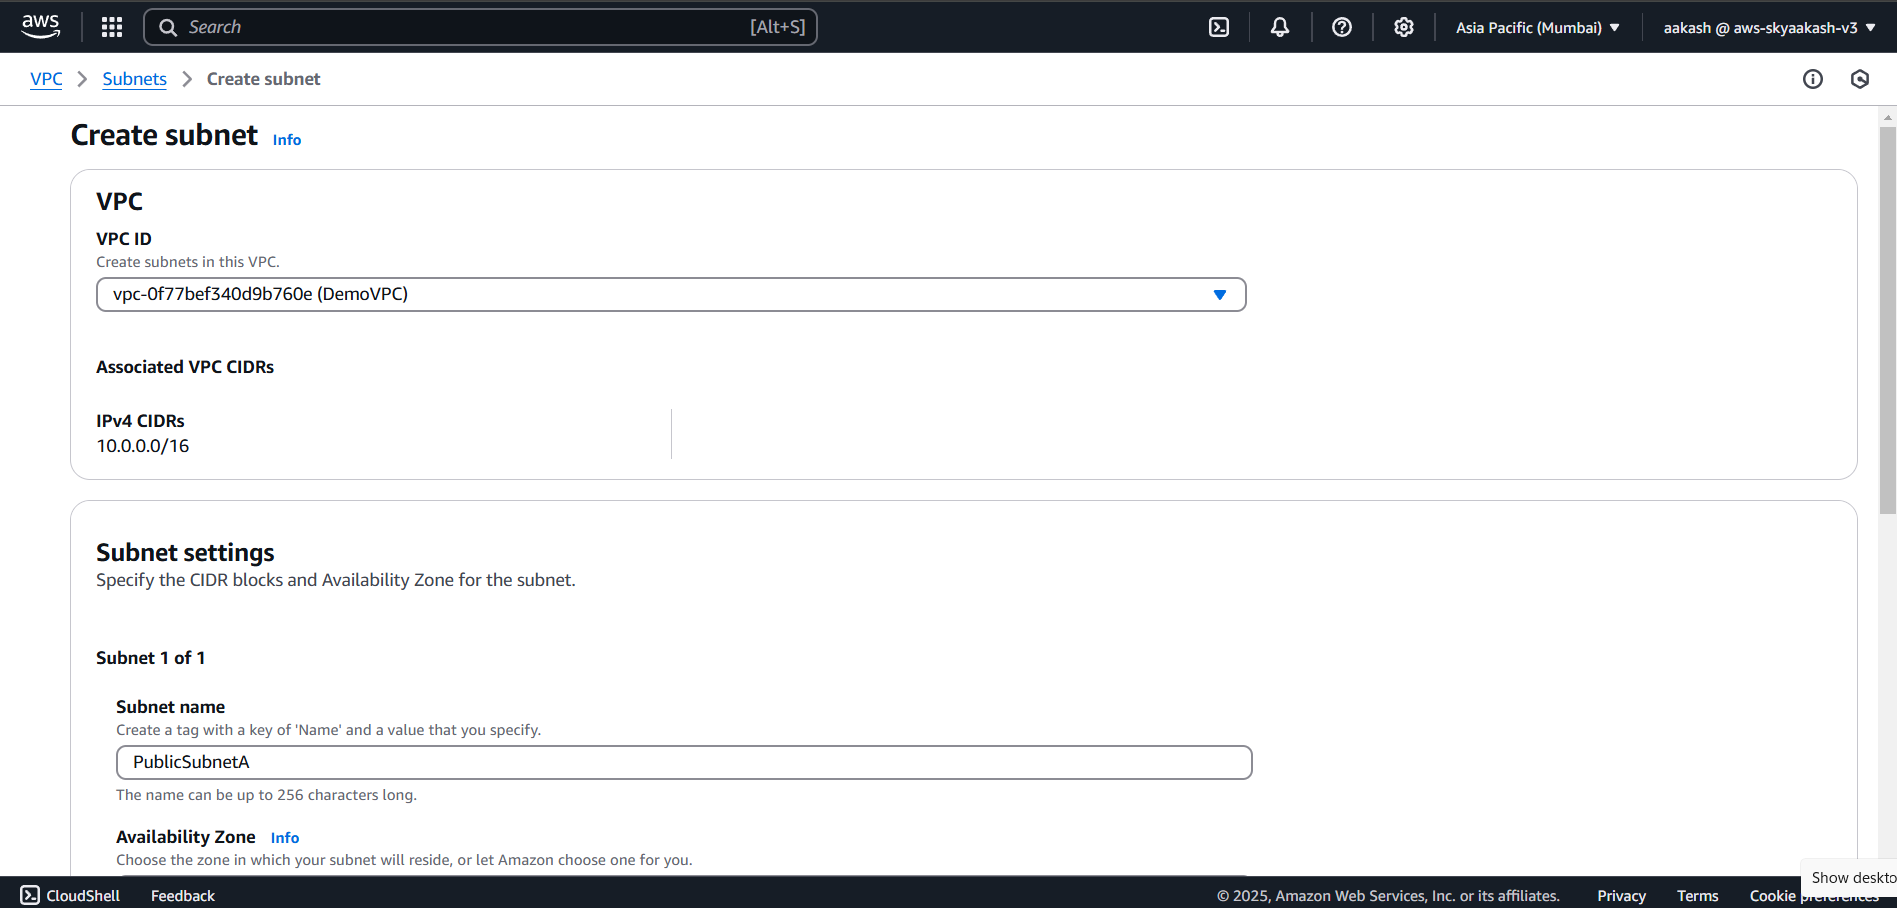 aws Search [Alt+S] Asia Pacific (Mumbai) aakash @ aws-skyaakash-v3
VPC Subnets Create subnet
Create subnet Info
VPC
VPC ID
Create subnets in this VPC.
vpc-0f77bef340d9b760e (DemoVPC)
Associated VPC CIDRs
IPv4 CIDRs
10.0.0.0/16
Subnet settings
Specify the CIDR blocks and Availability Zone for the subnet.
Subnet 1 of 1
Subnet name
Create a tag with a key of 'Name' and a value that you specify.
PublicSubnetA
The name can be up to 256 characters long.
Availability Zone Info
Choose the zone in which your subnet will reside, or let Amazon choose one for you.
Show deskto
CloudShell Feedback © 2025, Amazon Web Services, Inc. or its affiliates. Privacy Terms Cookie preferences